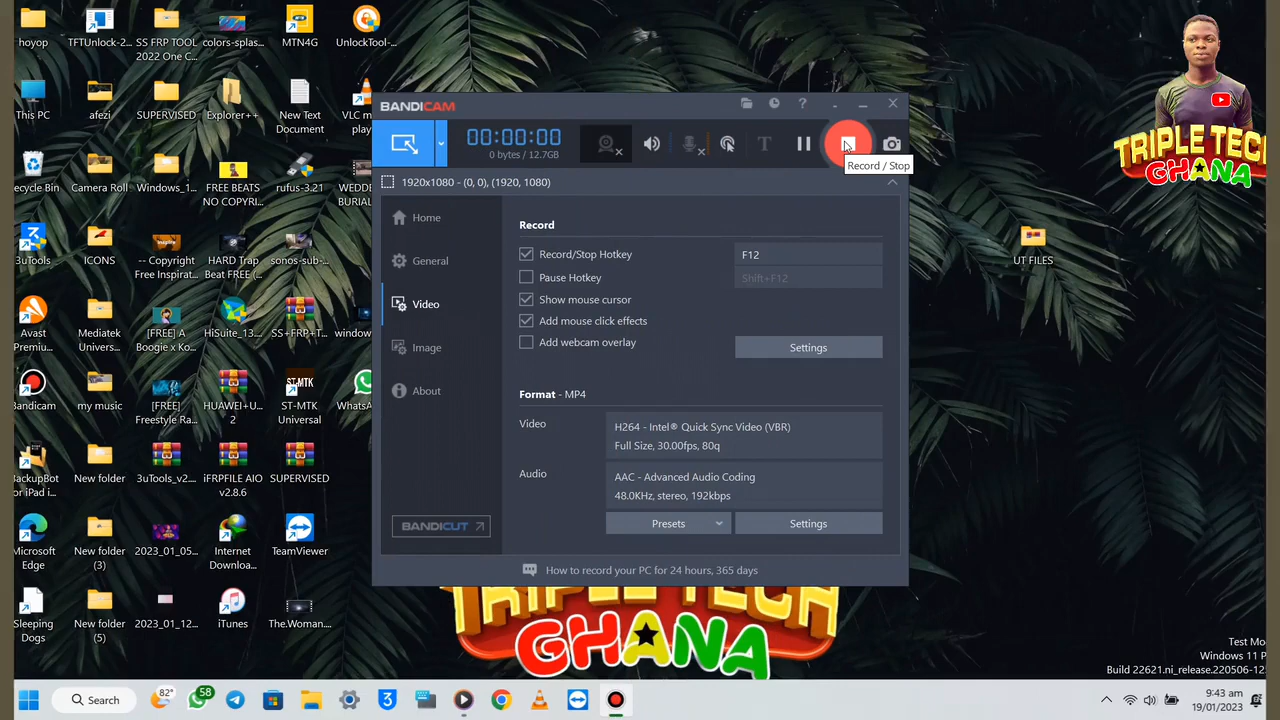 hoyop
TFTUnlock-2...
SS FRP TOOL
2022 One C...
colors-splas...
MTN4G
UnlockTool-...
This PC
afezi
SUPERVISED
Explorer++
New Text
Document
VLC m
play
Recycle Bin
Camera Roll
Windows_1...
FREE BEATS
NO COPYRI...
rufus-3.21
WEDDE
BURIAL
3uTools
ICONS
-- Copyright
Free Inspirat...
HARD Trap
Beat FREE (...
sonos-sub-...
Avast
Premiu...
Mediatek
Univers...
[FREE] A
Boogie x Ko...
HiSuite_13...
SS+FRP+T...
window
Bandicam
my music
[FREE]
Freestyle Ra...
HUAWEI+U...
2
ST-MTK
ST-MTK
Universal
WhatsA
BackupBot
for iPad i...
New folder
3uTools_v2...
iFRPFILE AIO
v2.8.6
SUPERVISED
Microsoft
Edge
New folder
(3)
2023_01_05...
Internet
Downloa...
TeamViewer
Sleeping
Dogs
New folder
(5)
2023_01_12...
iTunes
The.Woman....
BANDICAM
?
00:00:00
0 bytes / 12.7GB
T
Record / Stop
1920x1080 - (0, 0), (1920, 1080)
Home
General
Video
Image
About
BANDICUT
Record
Record/Stop Hotkey
F12
Pause Hotkey
Shift+F12
Show mouse cursor
Add mouse click effects
Add webcam overlay
Settings
Format - MP4
Video
H264 - Intel® Quick Sync Video (VBR)
Full Size, 30.00fps, 80q
Audio
AAC - Advanced Audio Coding
48.0KHz, stereo, 192kbps
Presets
Settings
How to record your PC for 24 hours, 365 days
TRIPLE TECH
GHANA
UT FILES
TRIPLE TECH
GHANA
Test Mo
Windows 11 P
Build 22621.ni_release.220506-12
Search
82°
58
3
9:43 am
19/01/2023